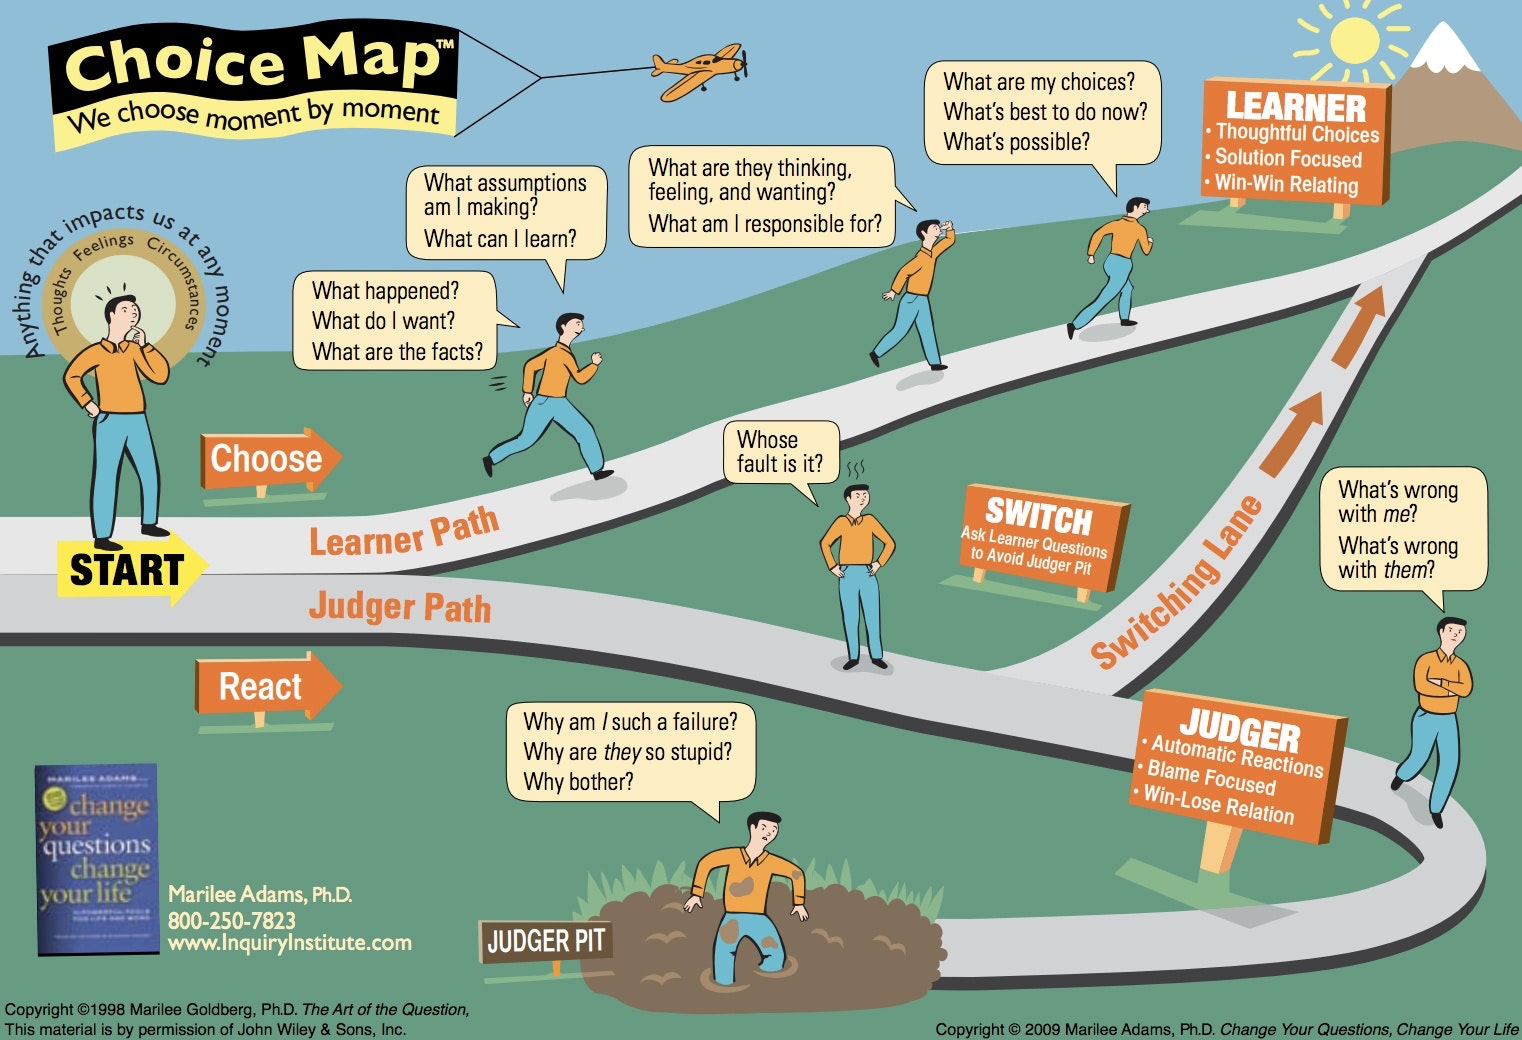 Choice Map™
We choose moment by moment
What are my choices?
What's best to do now?
What's possible?
LEARNER
• Thoughtful Choices
• Solution Focused
• Win-Win Relating
What are they thinking,
feeling, and wanting?
What am I responsible for?
What assumptions
am I making?
What can I learn?
Anything that impacts us at any moment
Thoughts Feelings Circumstances
What happened?
What do I want?
What are the facts?
Choose
Whose
fault is it?
START
Learner Path
Judger Path
React
SWITCH
Ask Learner Questions
to Avoid Judger Pit
Switching Lane
What's wrong
with me?
What's wrong
with them?
JUDGER
• Automatic Reactions
• Blame Focused
• Win-Lose Relation
Why am I such a failure?
Why are they so stupid?
Why bother?
JUDGER PIT
MARILEE ADAMS
change
your
questions
change
your life
Marilee Adams, Ph.D.
800-250-7823
www.InquiryInstitute.com
Copyright ©1998 Marilee Goldberg, Ph.D. The Art of the Question,
This material is by permission of John Wiley & Sons, Inc.
Copyright © 2009 Marilee Adams, Ph.D. Change Your Questions, Change Your Life